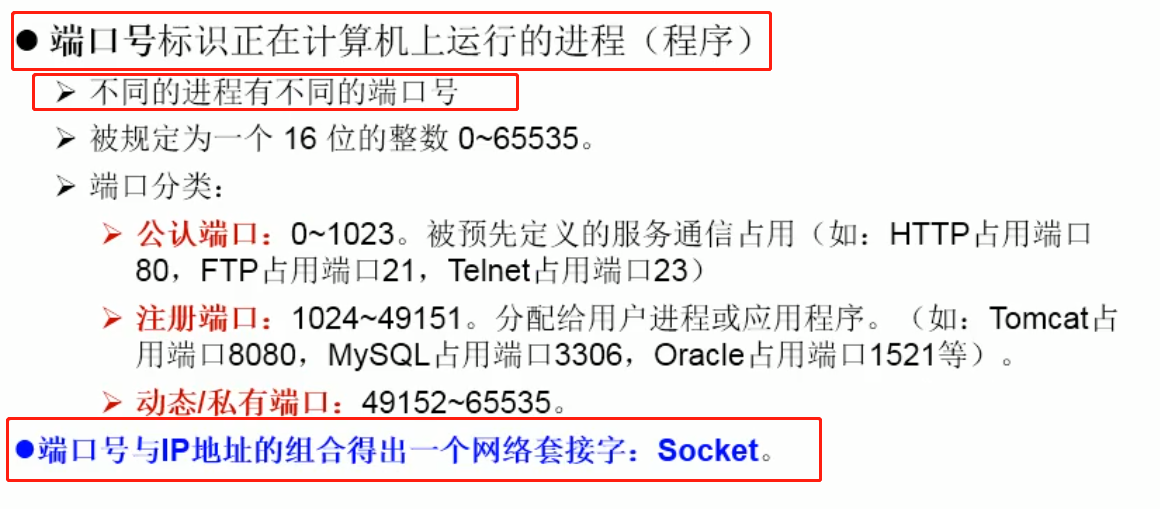 ● 端口号标识正在计算机上运行的进程（程序）
➢ 不同的进程有不同的端口号
➢ 被规定为一个 16 位的整数 0~65535。
➢ 端口分类：
➢ 公认端口：0~1023。被预先定义的服务通信占用（如：HTTP占用端口
80，FTP占用端口21，Telnet占用端口23）
➢ 注册端口：1024~49151。分配给用户进程或应用程序。（如：Tomcat占
用端口8080，MySQL占用端口3306，Oracle占用端口1521等）。
➢ 动态/私有端口：49152~65535。
●端口号与IP地址的组合得出一个网络套接字：Socket。